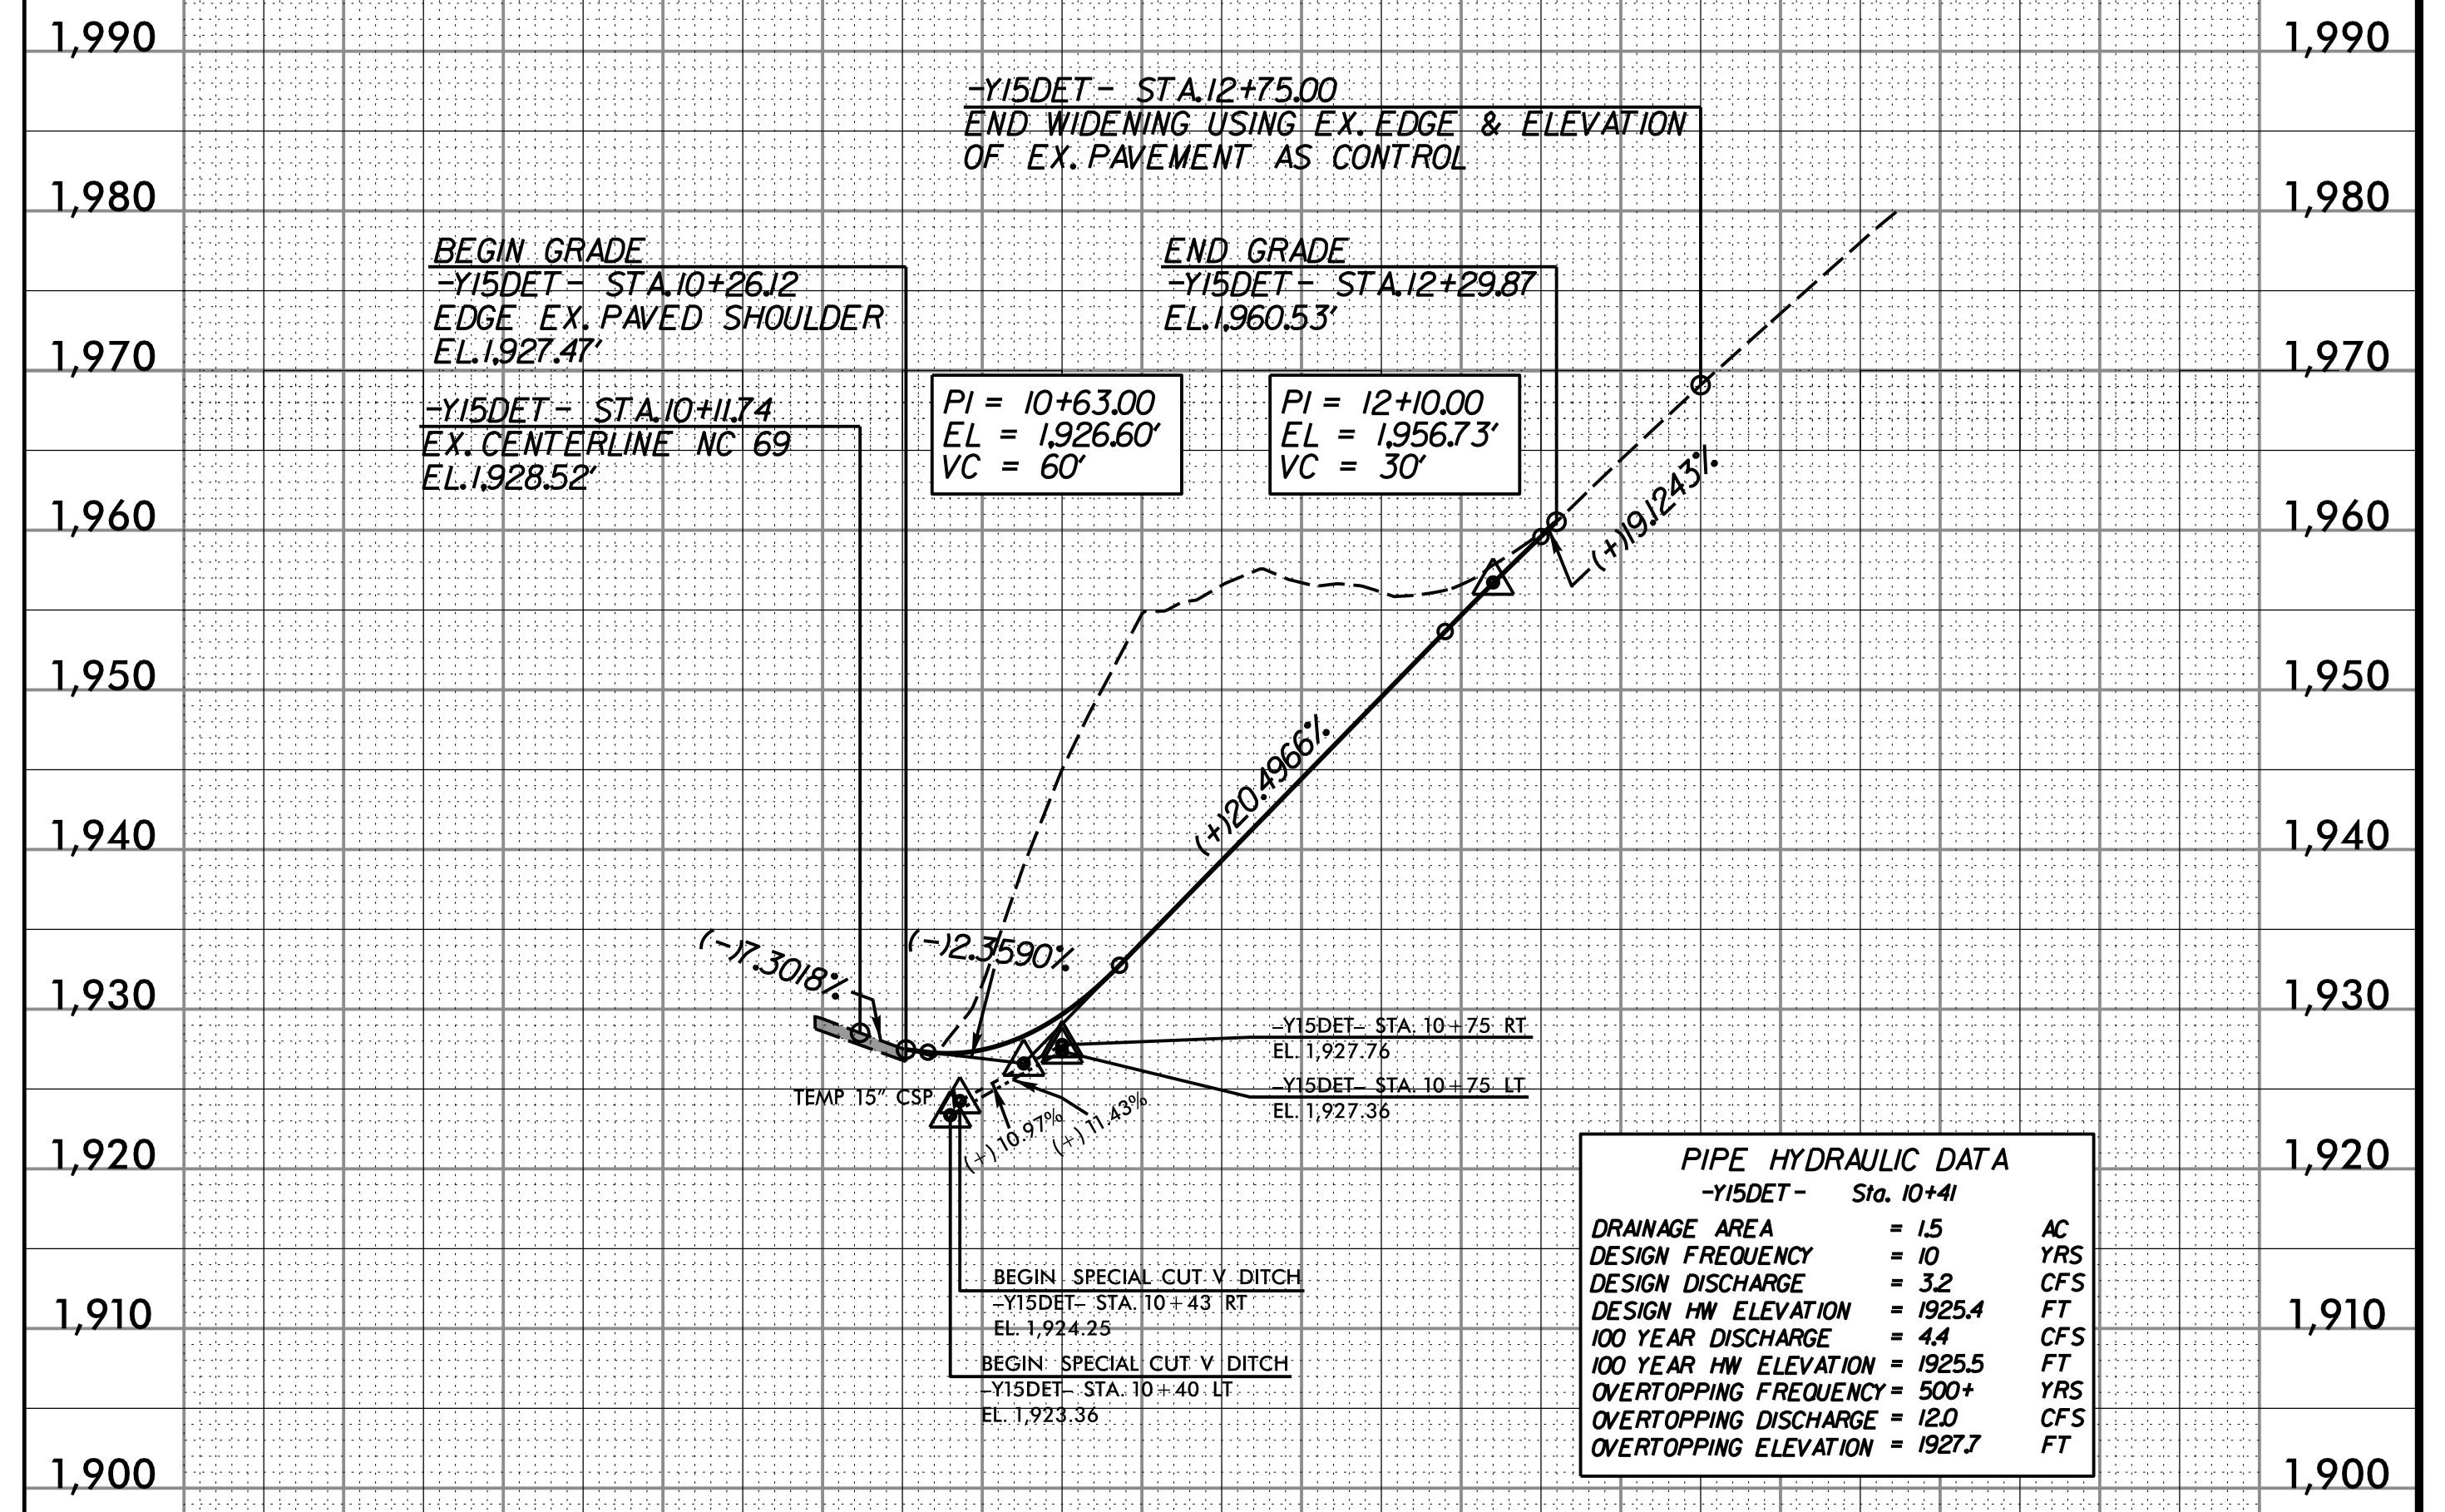 1,990
1,990
-Y15DET- STA.12+75.00
END WIDENING USING EX.EDGE & ELEVATION
OF EX.PAVEMENT AS CONTROL
1,980
1,980
BEGIN GRADE
-Y15DET- STA.10+26.12
EDGE EX.PAVED SHOULDER
EL.1,927.47'
END GRADE
-Y15DET- STA.12+29.87
EL.1,960.53'
1,970
1,970
-Y15DET- STA.10+11.74
EX.CENTERLINE NC 69
EL.1,928.52'
PI = 10+63.00
EL = 1,926.60'
VC = 60'
PI = 12+10.00
EL = 1,956.73'
VC = 30'
(+)19.1243%
1,960
1,960
1,950
1,950
(+)20.4966%
1,940
1,940
(-)7.3018%
(-)2.3590%
1,930
1,930
-Y15DET- STA. 10+75 RT
EL. 1,927.76
-Y15DET- STA. 10+75 LT
EL. 1,927.36
TEMP 15" CSP
(+) 10.97%
(+) 11.43%
1,920
1,920
BEGIN SPECIAL CUT V DITCH
-Y15DET- STA. 10+43 RT
EL. 1,924.25
BEGIN SPECIAL CUT V DITCH
-Y15DET- STA. 10+40 LT
EL. 1,923.36
1,910
1,910
PIPE HYDRAULIC DATA
-Y15DET- Sta. 10+41
DRAINAGE AREA = 1.5 AC
DESIGN FREQUENCY = 10 YRS
DESIGN DISCHARGE = 3.2 CFS
DESIGN HW ELEVATION = 1925.4 FT
100 YEAR DISCHARGE = 4.4 CFS
100 YEAR HW ELEVATION = 1925.5 FT
OVERTOPPING FREQUENCY = 500+ YRS
OVERTOPPING DISCHARGE = 12.0 CFS
OVERTOPPING ELEVATION = 1927.7 FT
1,900
1,900